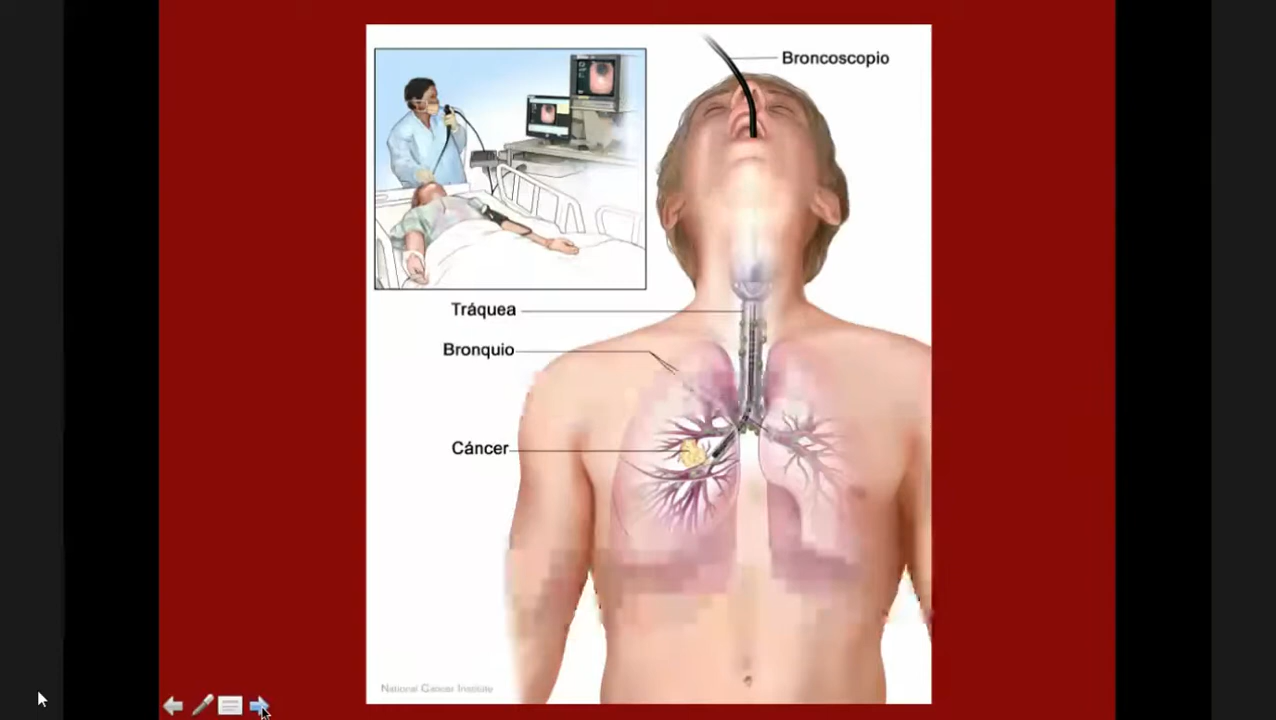 Broncoscopio
Tráquea
Bronquio
Cáncer
National Cancer Institute